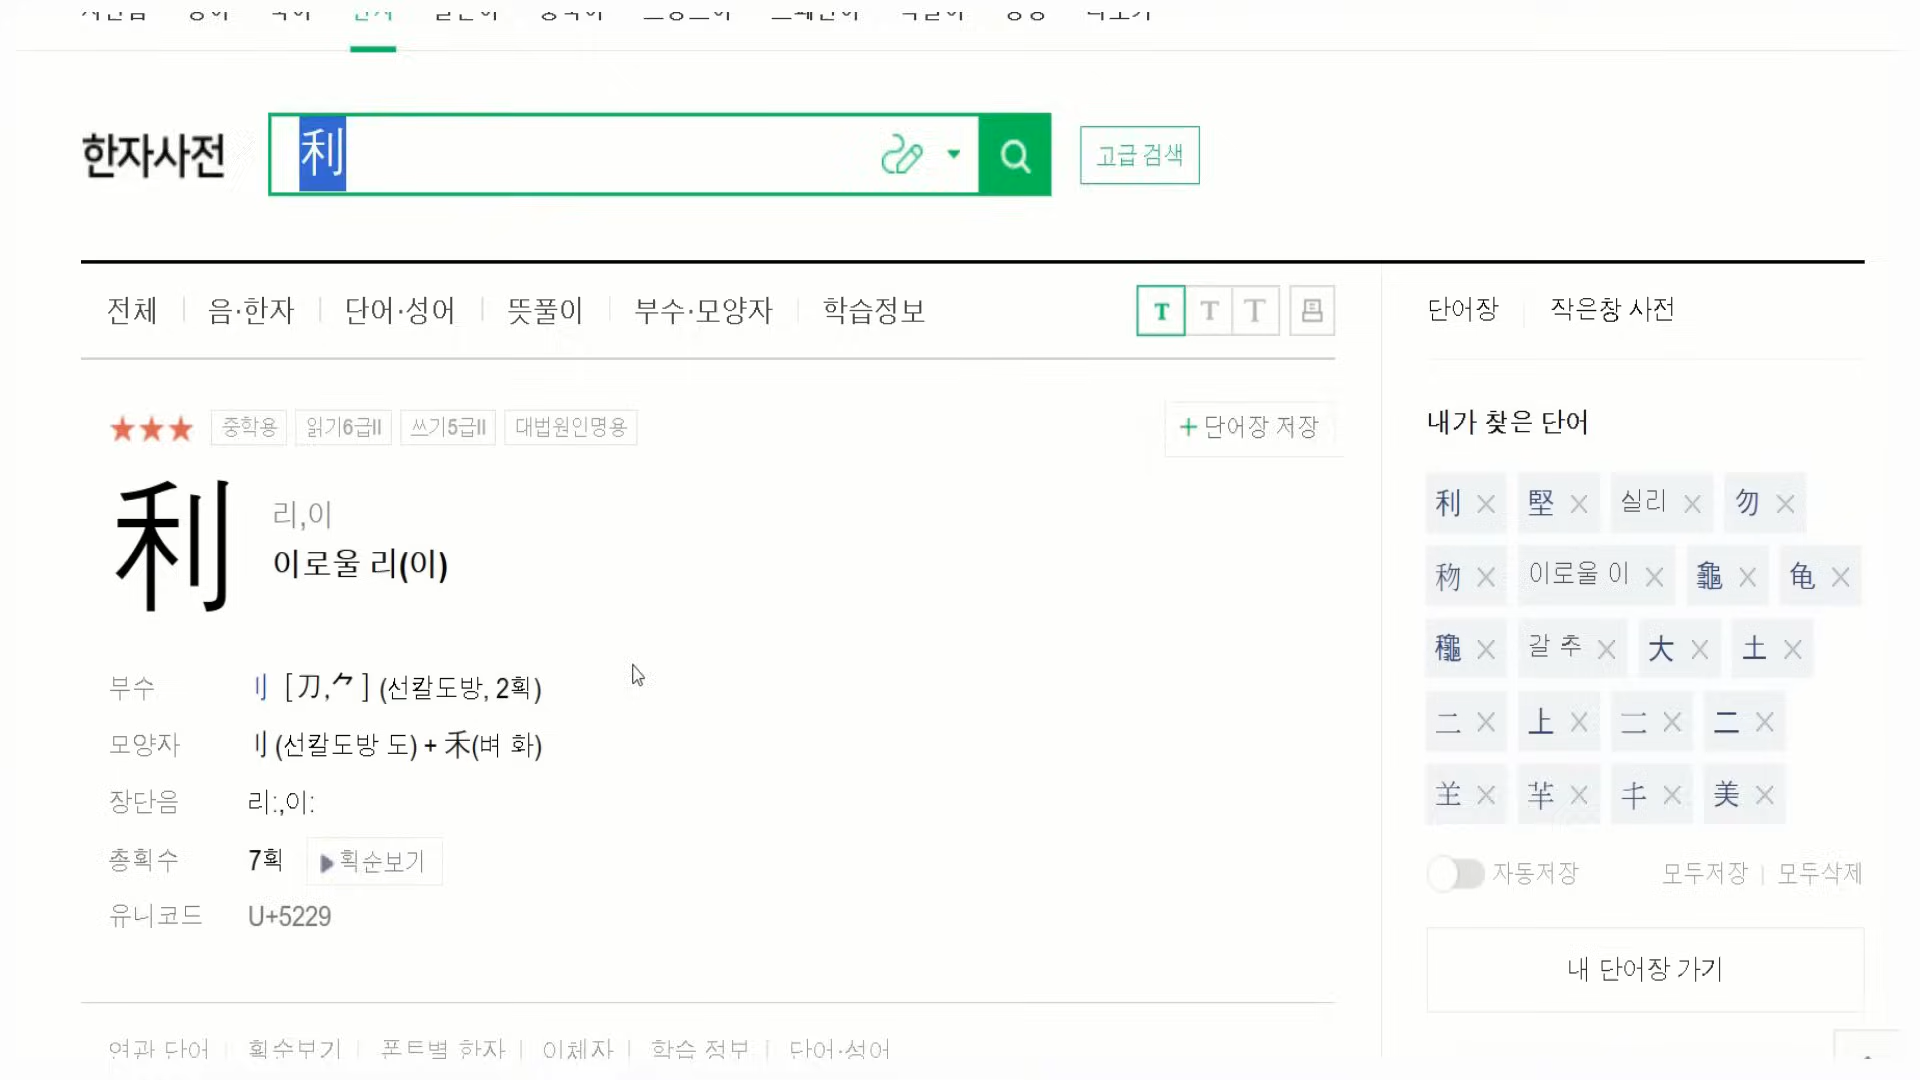 한자사전
利
고급 검색
전체 음·한자 단어·성어 뜻풀이 부수·모양자 학습정보
T T T
단어장 작은창 사전
★★★ 중학용 읽기6급II 쓰기5급II 대법원인명용
+ 단어장 저장
利
리,이
이로울 리(이)
부수 刂 [刀,⺈] (선칼도방, 2획)
모양자 刂(선칼도방 도) + 禾(벼 화)
장단음 리:,이:
총획수 7획 ▶획순보기
유니코드 U+5229
연관 단어 획순보기 폰트별 한자 이체자 학습 정보 단어·성어
내가 찾은 단어
利 × 堅 × 실리 × 勿 ×
이로울 이 × 龜 × 龟 ×
龝 × 갈 추 × 大 × 土 ×
二 × 上 ×
美 ×
자동저장 모두저장 모두삭제
내 단어장 가기